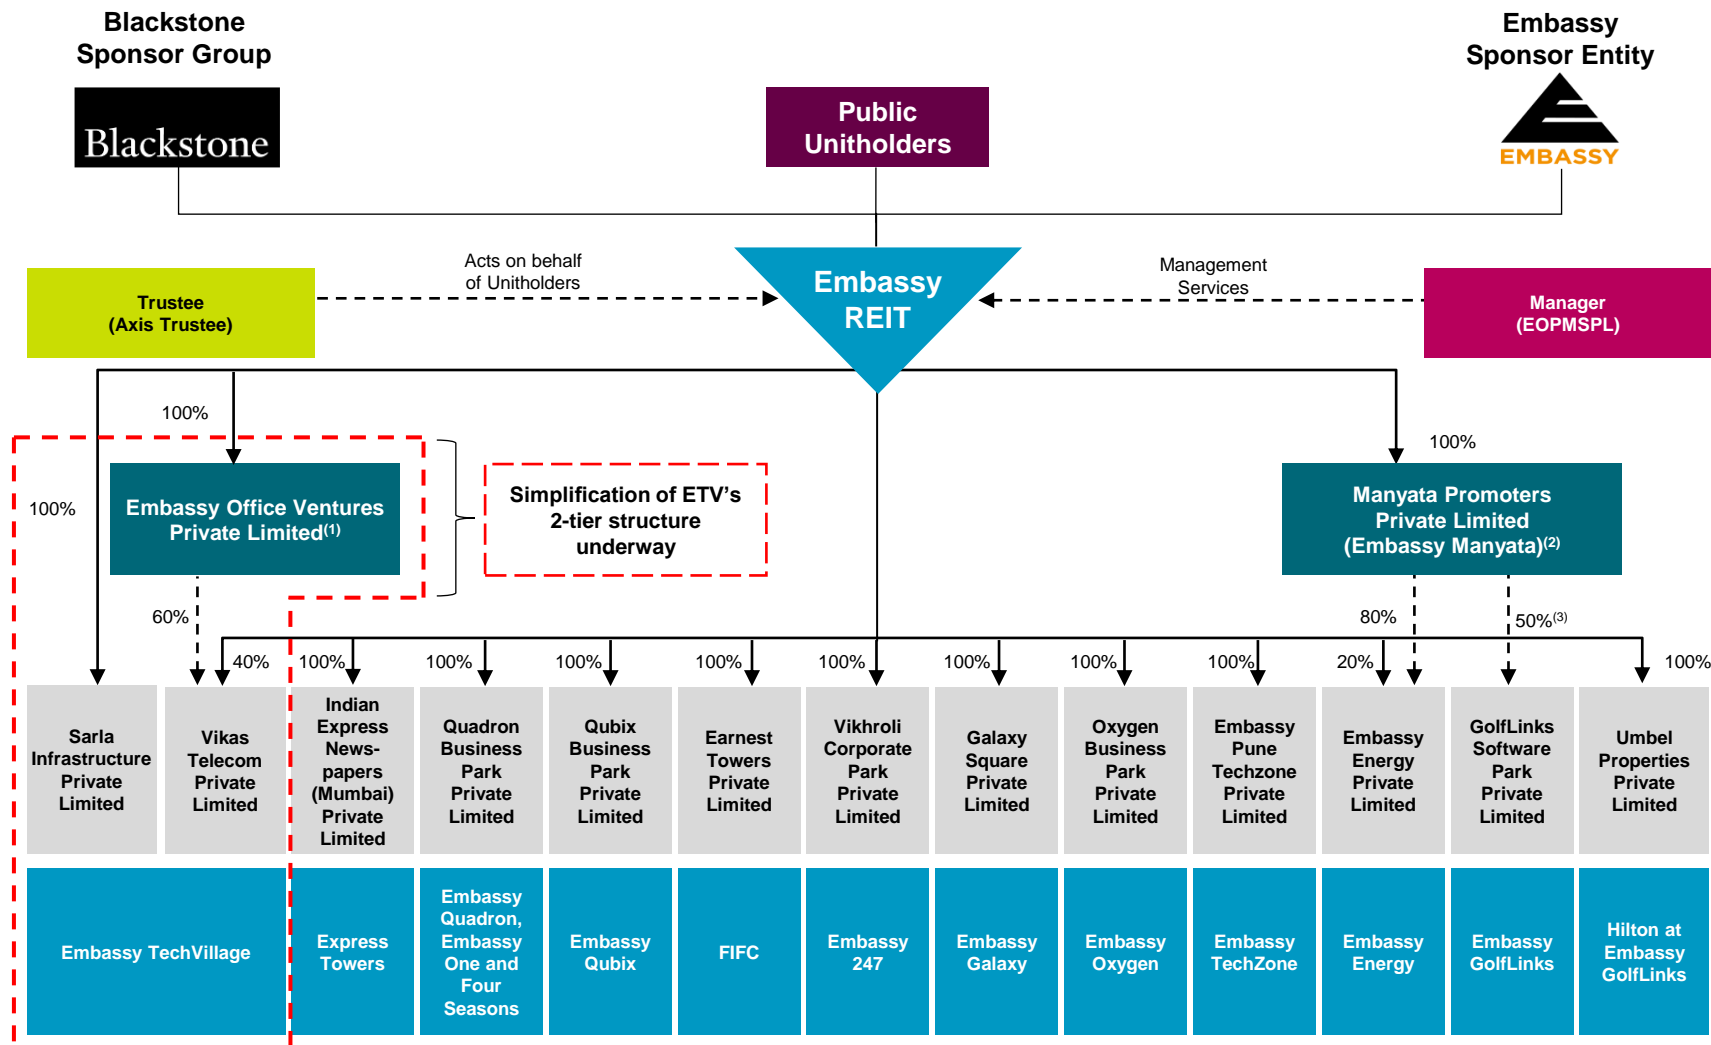 Blackstone
Sponsor Group
Blackstone
Public
Unitholders
Embassy
Sponsor Entity
EMBASSY
Acts on behalf
of Unitholders
Embassy
REIT
Management
Services
Trustee
(Axis Trustee)
Manager
(EOPMSPL)
100%
100%
100%
Embassy Office Ventures
Private Limited(1)
Simplification of ETV's
2-tier structure
underway
Manyata Promoters
Private Limited
(Embassy Manyata)(2)
60%
80%
50%(3)
40%
100%
100%
100%
100%
100%
100%
100%
100%
20%
100%
Sarla
Infrastructure
Private
Limited
Vikas
Telecom
Private
Limited
Indian
Express
News-
papers
(Mumbai)
Private
Limited
Quadron
Business
Park
Private
Limited
Qubix
Business
Park
Private
Limited
Earnest
Towers
Private
Limited
Vikhroli
Corporate
Park
Private
Limited
Galaxy
Square
Private
Limited
Oxygen
Business
Park
Private
Limited
Embassy
Pune
Techzone
Private
Limited
Embassy
Energy
Private
Limited
GolfLinks
Software
Park
Private
Limited
Umbel
Properties
Private
Limited
Embassy TechVillage
Express
Towers
Embassy
Quadron,
Embassy
One and
Four
Seasons
Embassy
Qubix
FIFC
Embassy
247
Embassy
Galaxy
Embassy
Oxygen
Embassy
TechZone
Embassy
Energy
Embassy
GolfLinks
Hilton at
Embassy
GolfLinks